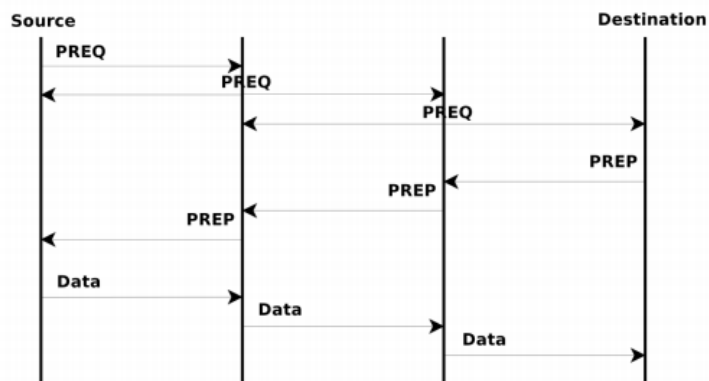 Source
Destination
PREQ
PREQ
PREQ
PREP
PREP
PREP
Data
Data
Data